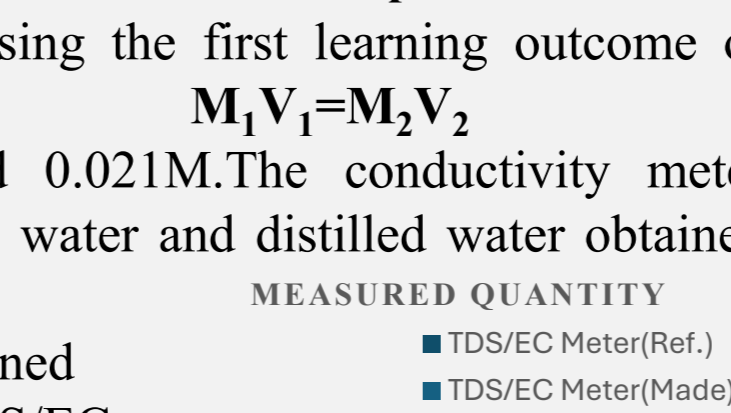 sing the first learning outcome
M₁V₁=M₂V₂
0.021M.The conductivity
water and distilled water
MEASURED QUANTITY
TDS/EC Meter(Ref.)
ned
TDS/EC Meter(Made)